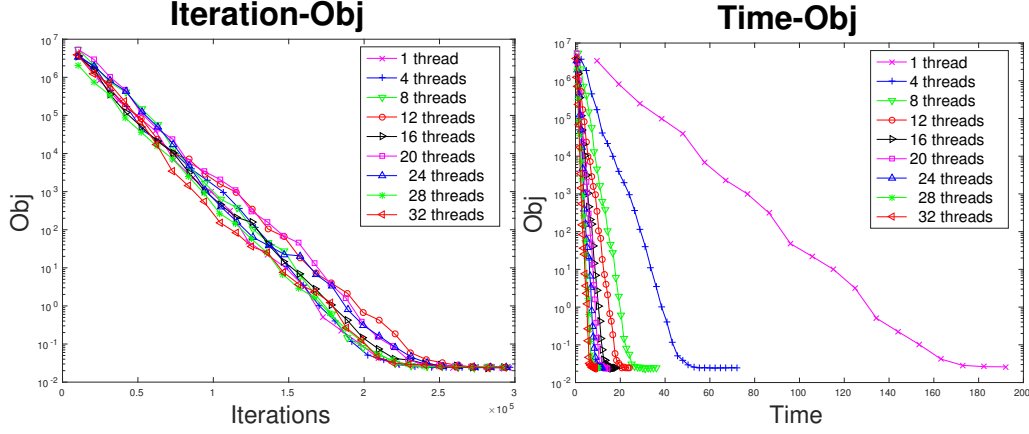 Iteration-Obj
Obj
10^7
10^6
10^5
10^4
10^3
10^2
10^1
10^0
10^-1
10^-2
1 thread
4 threads
8 threads
12 threads
16 threads
20 threads
24 threads
28 threads
32 threads
0 0.5 1 1.5 2 2.5 3
×10^5
Iterations
Time-Obj
Obj
10^7
10^6
10^5
10^4
10^3
10^2
10^1
10^0
10^-1
10^-2
1 thread
4 threads
8 threads
12 threads
16 threads
20 threads
24 threads
28 threads
32 threads
0 20 40 60 80 100 120 140 160 180 200
Time